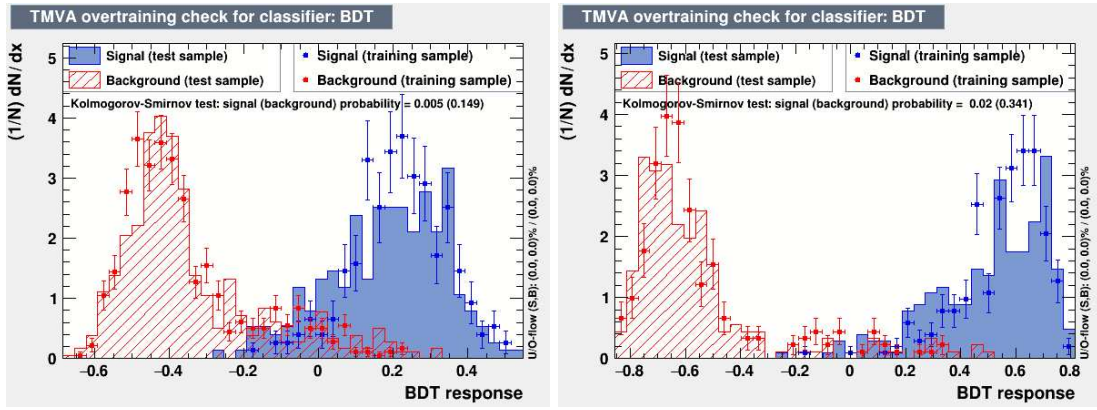 TMVA overtraining check for classifier: BDT
(1/N) dN / dx
Signal (test sample)
Background (test sample)
Signal (training sample)
Background (training sample)
Kolmogorov-Smirnov test: signal (background) probability = 0.005 (0.149)
5
4
3
2
1
0
−0.6 −0.4 −0.2 0 0.2 0.4
BDT response
U/O-flow (S,B): (0.0, 0.0)% / (0.0, 0.0)%
TMVA overtraining check for classifier: BDT
(1/N) dN / dx
Signal (test sample)
Background (test sample)
Signal (training sample)
Background (training sample)
Kolmogorov-Smirnov test: signal (background) probability = 0.02 (0.341)
5
4
3
2
1
0
−0.8 −0.6 −0.4 −0.2 0 0.2 0.4 0.6 0.8
BDT response
U/O-flow (S,B): (0.0, 0.0)% / (0.0, 0.0)%